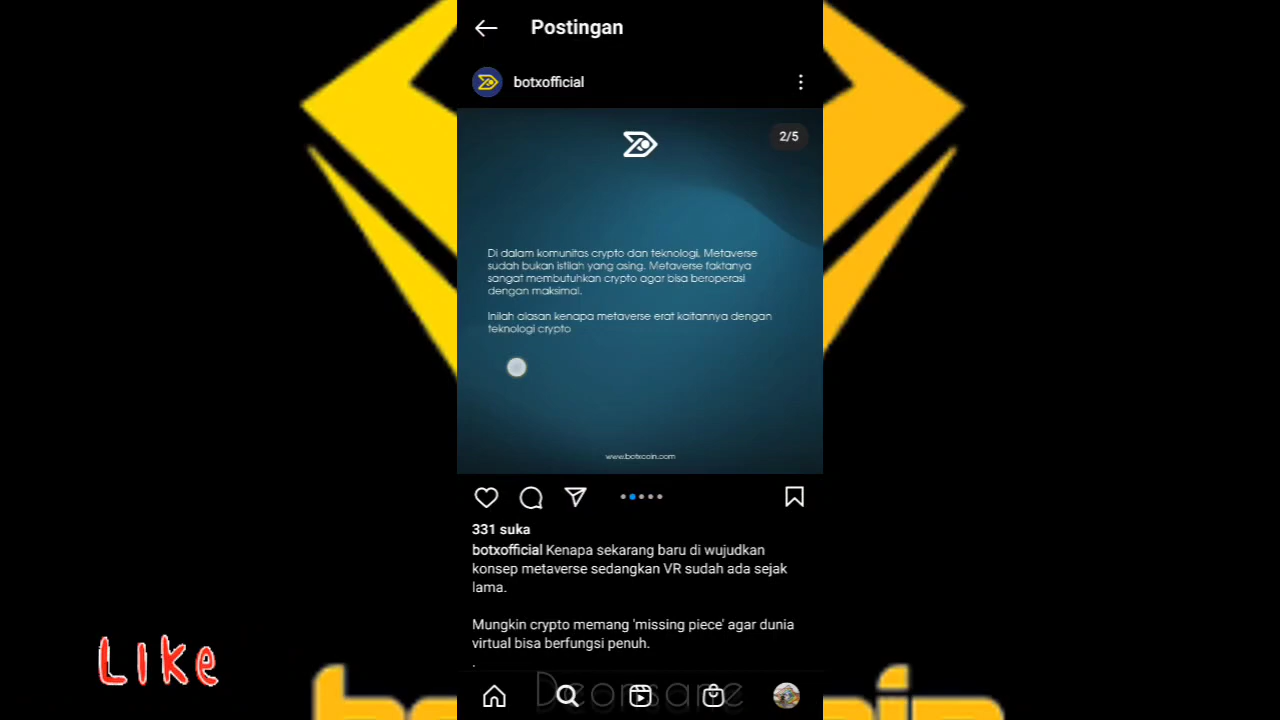 Postingan
botxofficial
2/5
Di dalam komunitas crypto dan teknologi, Metaverse
sudah bukan istilah yang asing. Metaverse faktanya
sangat membutuhkan crypto agar bisa beroperasi
dengan maksimal.
Inilah alasan kenapa metaverse erat kaitannya dengan
teknologi crypto
www.botxcoin.com
331 suka
botxofficial Kenapa sekarang baru di wujudkan
konsep metaverse sedangkan VR sudah ada sejak
lama.
Mungkin crypto memang 'missing piece' agar dunia
virtual bisa berfungsi penuh.
.
LIKe
Deonsane